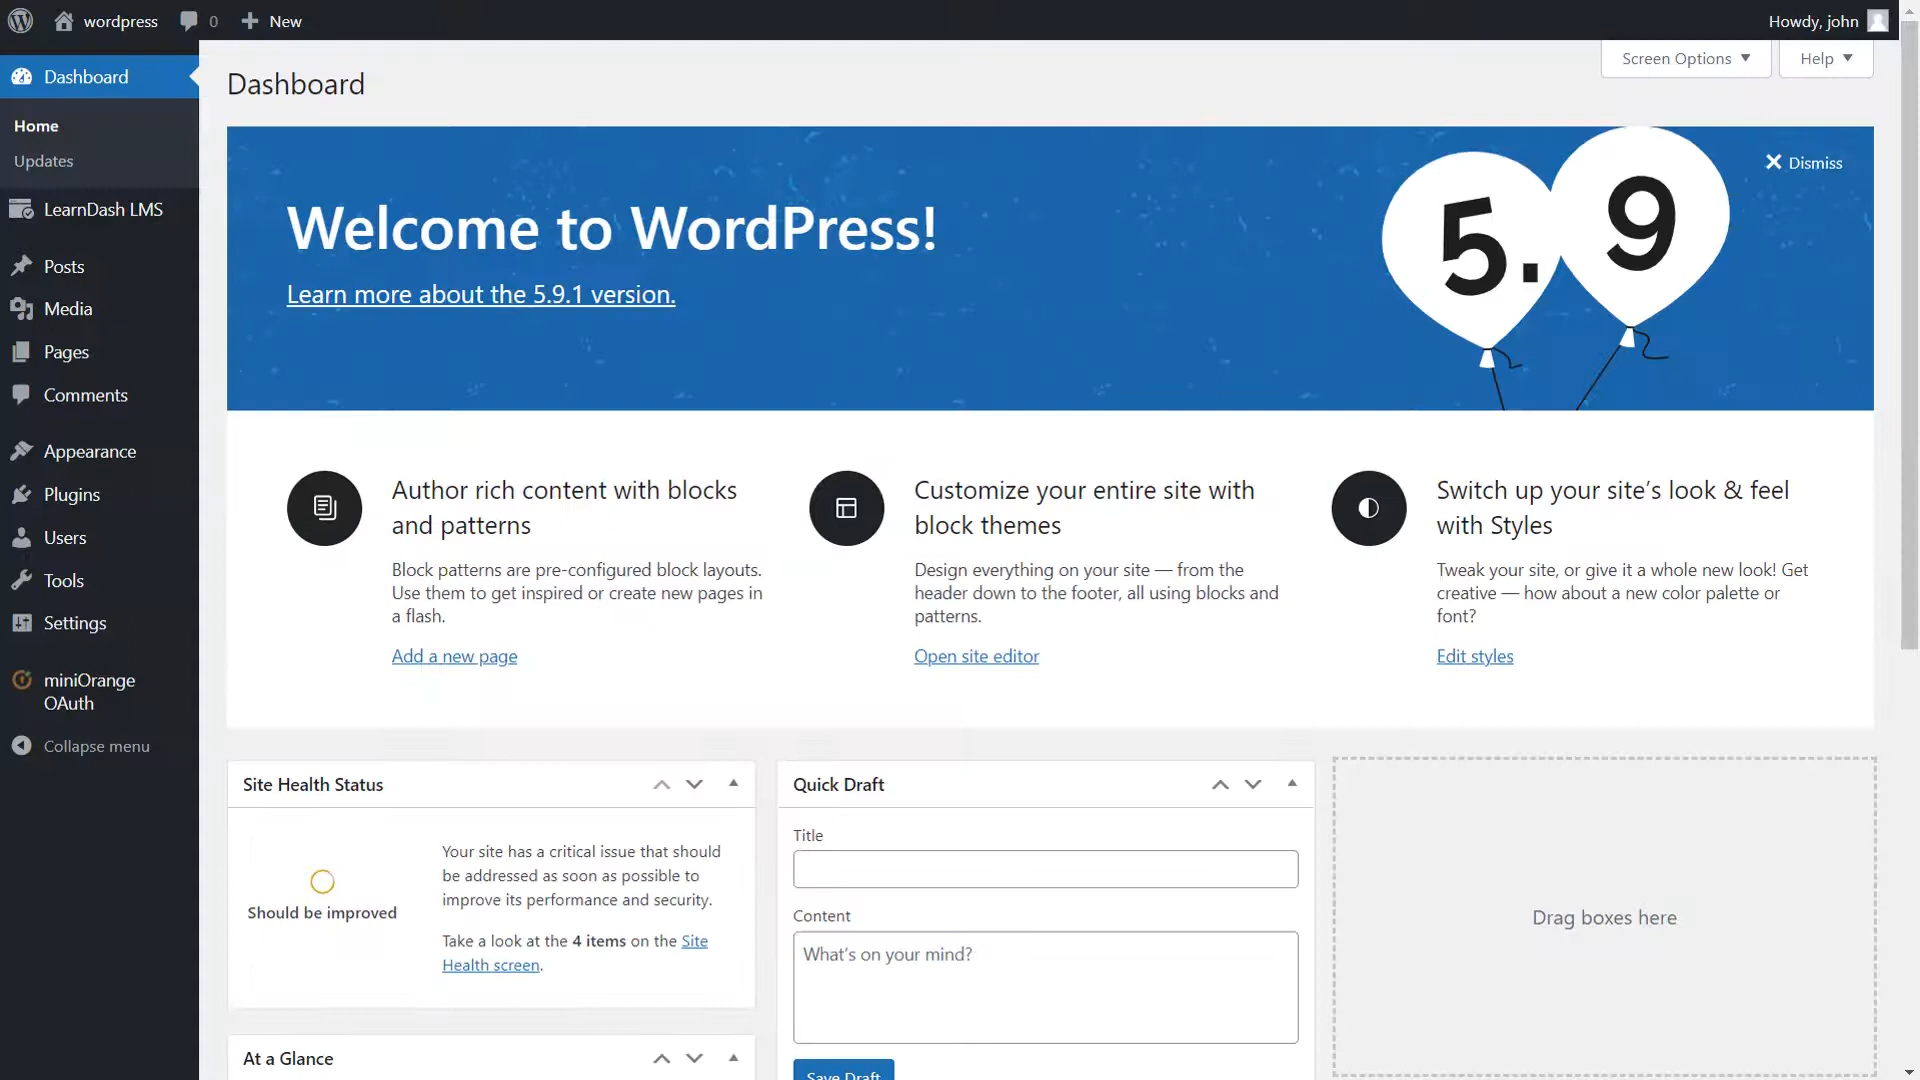 wordpress
0
New
Howdy, john
Dashboard
Home
Updates
LearnDash LMS
Posts
Media
Pages
Comments
Appearance
Plugins
Users
Tools
Settings
miniOrange
OAuth
Collapse menu
Screen Options
Help
Dashboard
Dismiss
Welcome to WordPress!
Learn more about the 5.9.1 version.
5.9
Author rich content with blocks
and patterns
Block patterns are pre-configured block layouts.
Use them to get inspired or create new pages in
a flash.
Add a new page
Customize your entire site with
block themes
Design everything on your site — from the
header down to the footer, all using blocks and
patterns.
Open site editor
Switch up your site’s look & feel
with Styles
Tweak your site, or give it a whole new look! Get
creative — how about a new color palette or
font?
Edit styles
Site Health Status
Should be improved
Your site has a critical issue that should
be addressed as soon as possible to
improve its performance and security.
Take a look at the 4 items on the Site
Health screen.
At a Glance
Quick Draft
Title
Content
What’s on your mind?
Save Draft
Drag boxes here